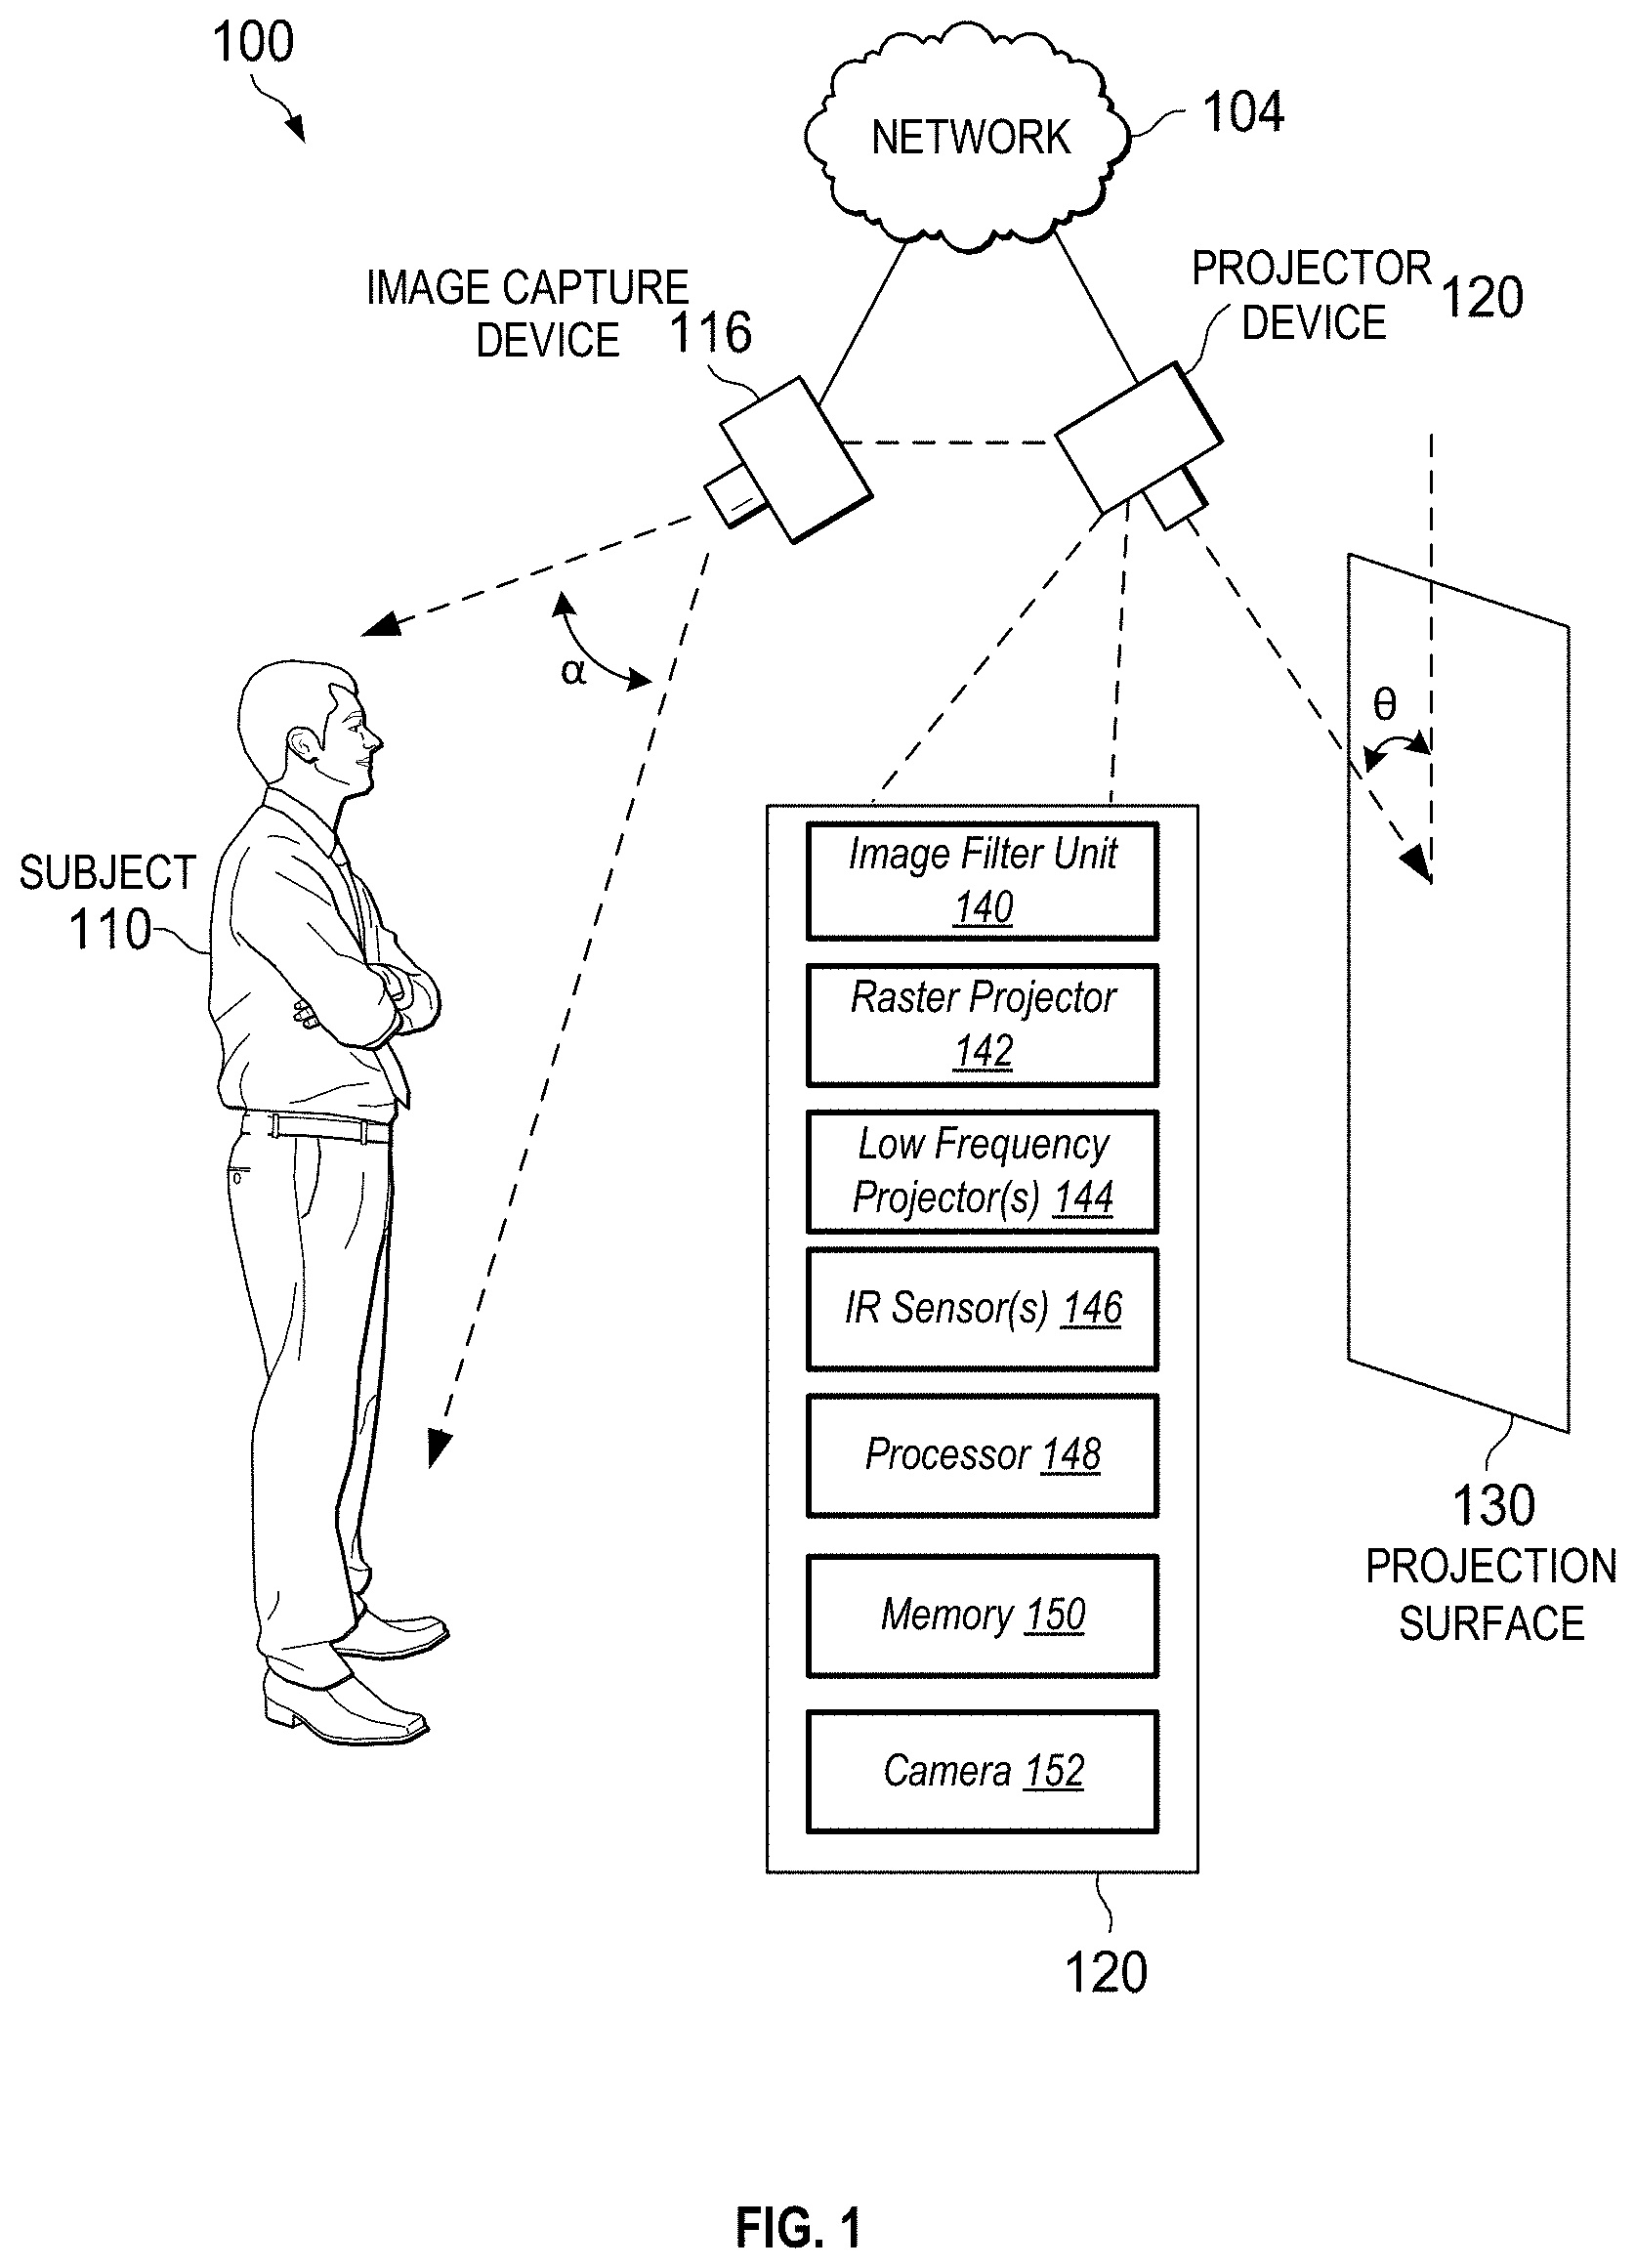 100
NETWORK
104
IMAGE CAPTURE
DEVICE 116
PROJECTOR
DEVICE 120
α
θ
SUBJECT
110
Image Filter Unit
140
Raster Projector
142
Low Frequency
Projector(s) 144
IR Sensor(s) 146
Processor 148
Memory 150
Camera 152
130
PROJECTION
SURFACE
120
FIG. 1